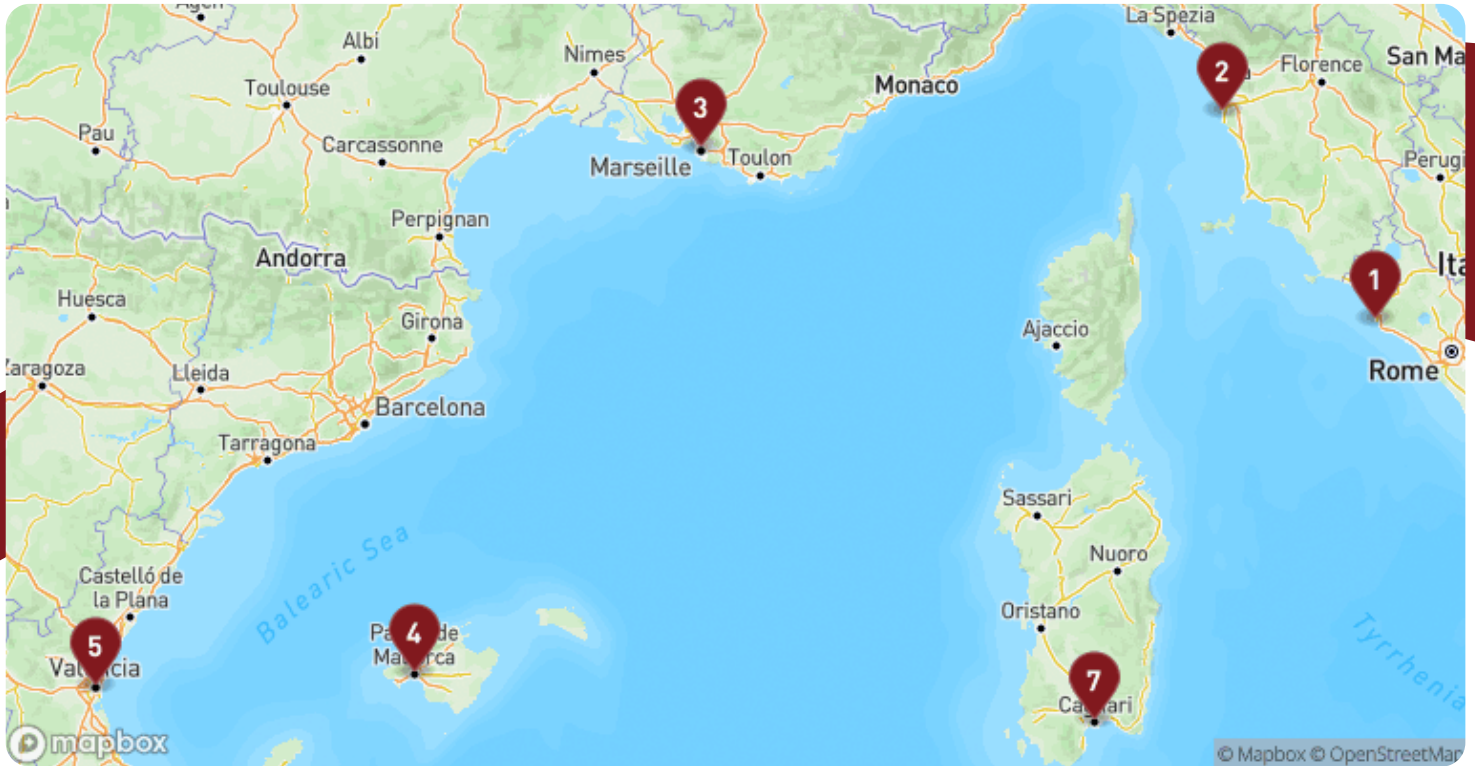 Agen
La Spezia
Albi
Nimes
Florence
San Ma
Toulouse
2
Monaco
3
Pau
Carcassonne
Marseille
Toulon
Perugi
Perpignan
Andorra
Ita
1
Huesca
Girona
Ajaccio
Zaragoza
Lleida
Rome
Barcelona
Tarragona
Sassari
Balearic Sea
Nuoro
Castelló de
la Plana
Oristano
4
5
Tyrrhenia
7
mapbox
© Mapbox © OpenStreetMap